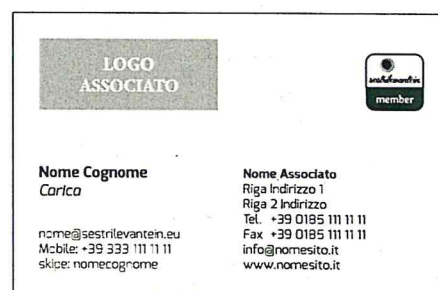 LOGO
ASSOCIATO
sestrilevantein
member
Nome Cognome
Carica
nome@sestrilevantein.eu
Mobile: +39 333 111 11 11
skipe: nomecognome
Nome Associato
Riga Indirizzo 1
Riga 2 Indirizzo
Tel. +39 0185 111 11 11
Fax +39 0185 111 11 11
info@nomesito.it
www.nomesito.it